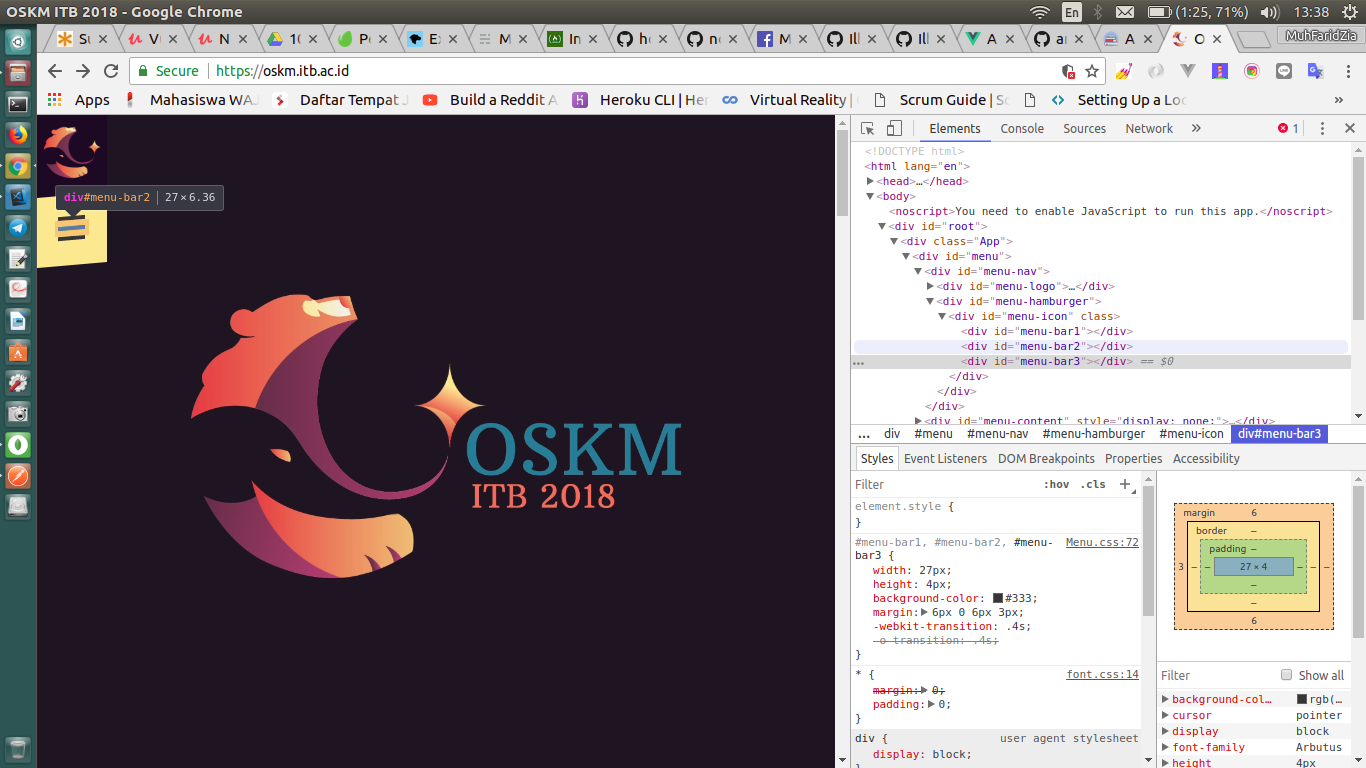 OSKM ITB 2018 - Google Chrome
En
(1:25, 71%)
13:38
Su
V
N
10
Po
Ex
M
In
ho
no
M
Ill
Ill
A
an
A
O
MuhFaridZia
Secure
https://oskm.itb.ac.id
Apps
Mahasiswa WA
Daftar Tempat J
Build a Reddit A
Heroku CLI | Her
Virtual Reality |
Scrum Guide | Sc
Setting Up a Loc
»
div#menu-bar2 | 27 × 6.36
OSKM
ITB 2018
Elements
Console
Sources
Network
»
1
<!DOCTYPE html>
<html lang="en">
<head>…</head>
<body>
<noscript>You need to enable JavaScript to run this app.</noscript>
<div id="root">
<div class="App">
<div id="menu">
<div id="menu-nav">
<div id="menu-logo">…</div>
<div id="menu-hamburger">
<div id="menu-icon" class>
<div id="menu-bar1"></div>
<div id="menu-bar2"></div>
… <div id="menu-bar3"></div> == $0
</div>
</div>
</div>
<div id="menu-content" style="display: none;">…</div>
… div #menu #menu-nav #menu-hamburger #menu-icon div#menu-bar3
Styles
Event Listeners
DOM Breakpoints
Properties
Accessibility
Filter
:hov .cls +
element.style {
}
#menu-bar1, #menu-bar2, #menu-
bar3 {
Menu.css:72
width: 27px;
height: 4px;
background-color: #333;
margin: 6px 0 6px 3px;
-webkit-transition: .4s;
-o-transition: .4s;
}
* {
font.css:14
margin: 0;
padding: 0;
}
div {
user agent stylesheet
display: block;
}
margin 6
border –
padding –
3 – – 27 × 4 – – –
–
–
6
Filter
Show all
background-col…
rgb(…
cursor
pointer
display
block
font-family
Arbutus
height
4px